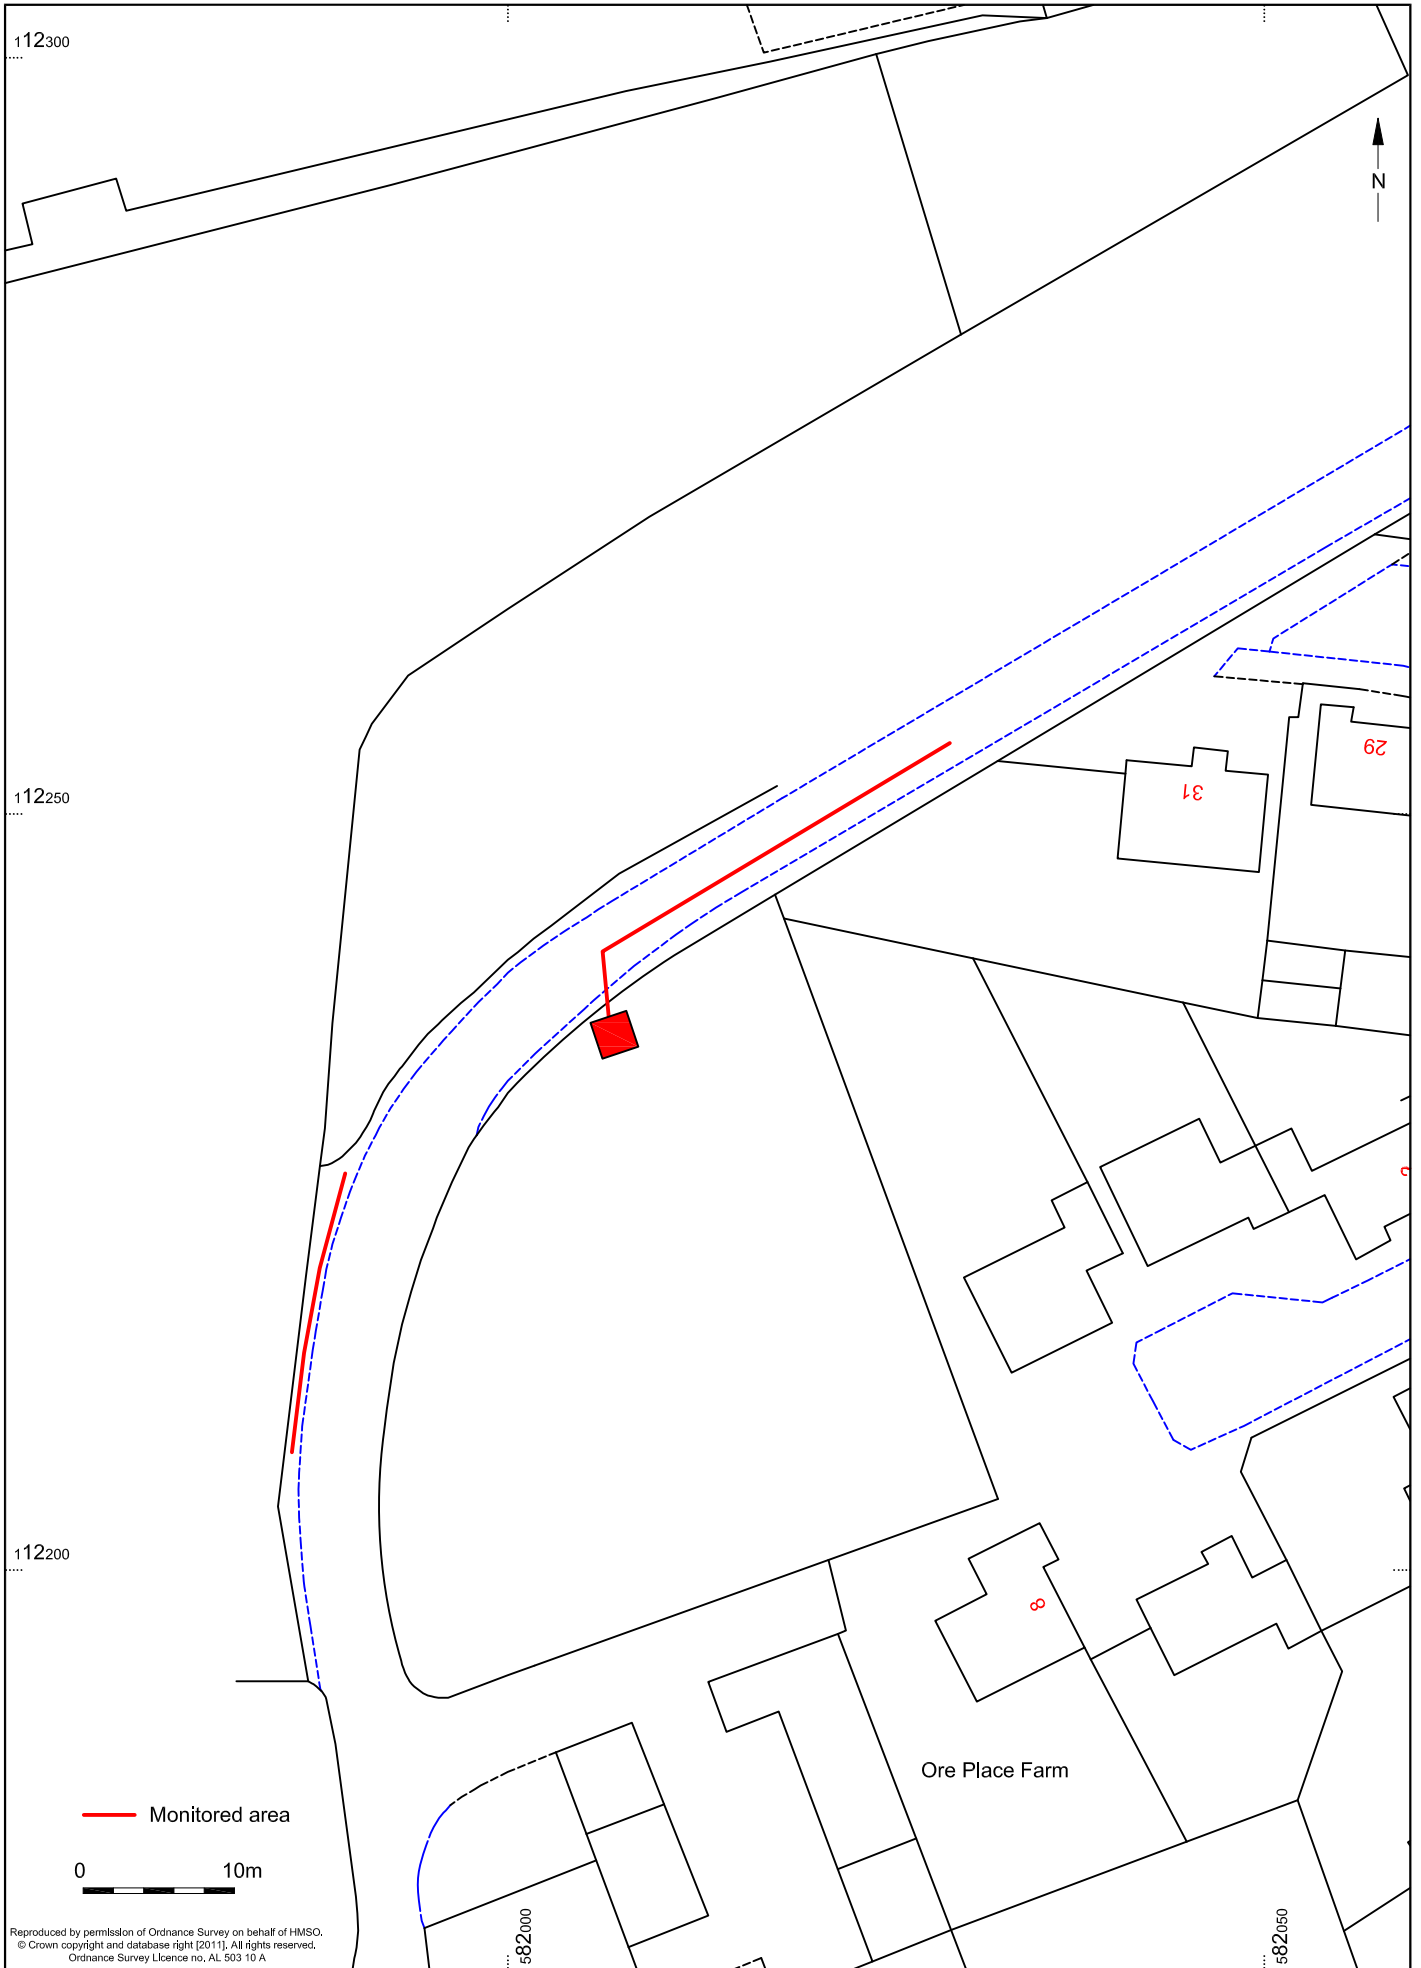 112300
N
29
31
112250
112200
8
Ore Place Farm
Monitored area
0 10m
582000
582050
Reproduced by permission of Ordnance Survey on behalf of HMSO.
© Crown copyright and database right [2011]. All rights reserved.
Ordnance Survey Licence no. AL 503 10 A